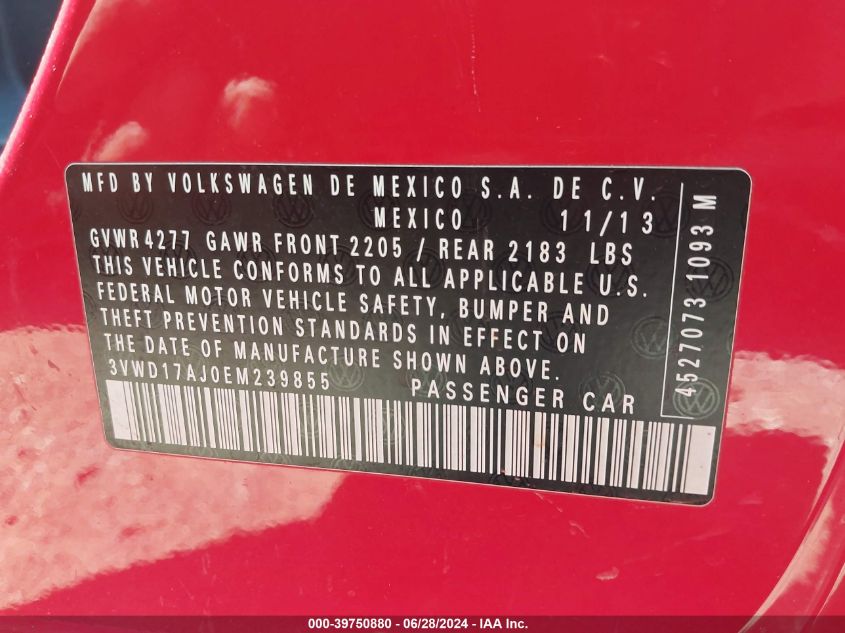 MFD BY VOLKSWAGEN DE MEXICO S.A. DE C.V.
MEXICO 11/13
GVWR 4277 GAWR FRONT 2205 / REAR 2183 LBS
THIS VEHICLE CONFORMS TO ALL APPLICABLE U.S.
FEDERAL MOTOR VEHICLE SAFETY, BUMPER AND
THEFT PREVENTION STANDARDS IN EFFECT ON
THE DATE OF MANUFACTURE SHOWN ABOVE.
3VWD17AJ0EM239855 PASSENGER CAR
4527073 1093 M
000-39750880 / 06/28/2024 - IAA Inc.